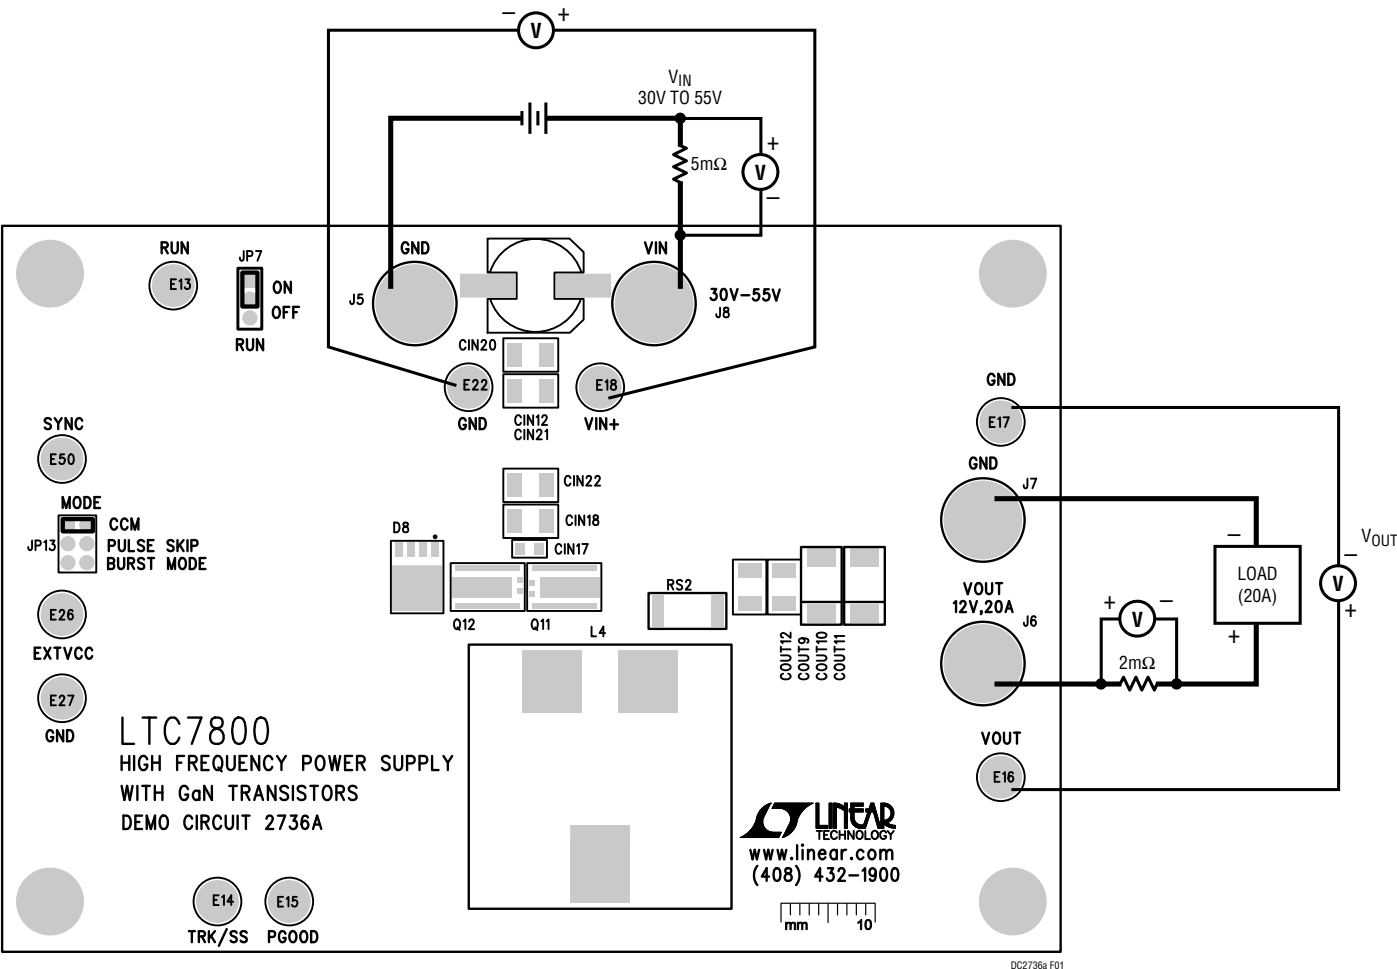 − V +
VIN
30V TO 55V
+
5mΩ
V
−
RUN
E13
JP7
ON
OFF
RUN
GND
J5
VIN
30V–55V
J8
CIN20
E22
GND
CIN12
CIN21
E18
VIN+
SYNC
E50
MODE
CCM
JP13
PULSE SKIP
BURST MODE
E26
EXTVCC
E27
GND
CIN22
CIN18
CIN17
D8
Q12
Q11
RS2
L4
COUT12
COUT9
COUT10
COUT11
GND
E17
GND
J7
VOUT
12V,20A
J6
−
LOAD
(20A)
+
+ V −
2mΩ
VOUT
−
V
+
VOUT
E16
LTC7800
HIGH FREQUENCY POWER SUPPLY
WITH GaN TRANSISTORS
DEMO CIRCUIT 2736A
LINEAR
TECHNOLOGY
www.linear.com
(408) 432–1900
mm 10
E14
TRK/SS
E15
PGOOD
DC2736a F01